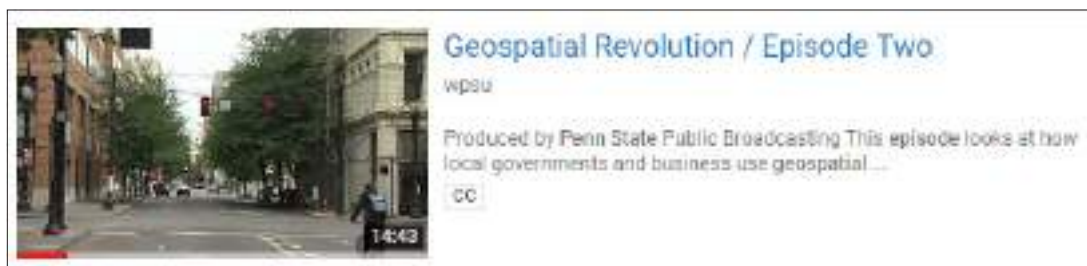 Geospatial Revolution / Episode Two
wpsu
Produced by Penn State Public Broadcasting This episode looks at how
local governments and business use geospatial ...
CC
14:43